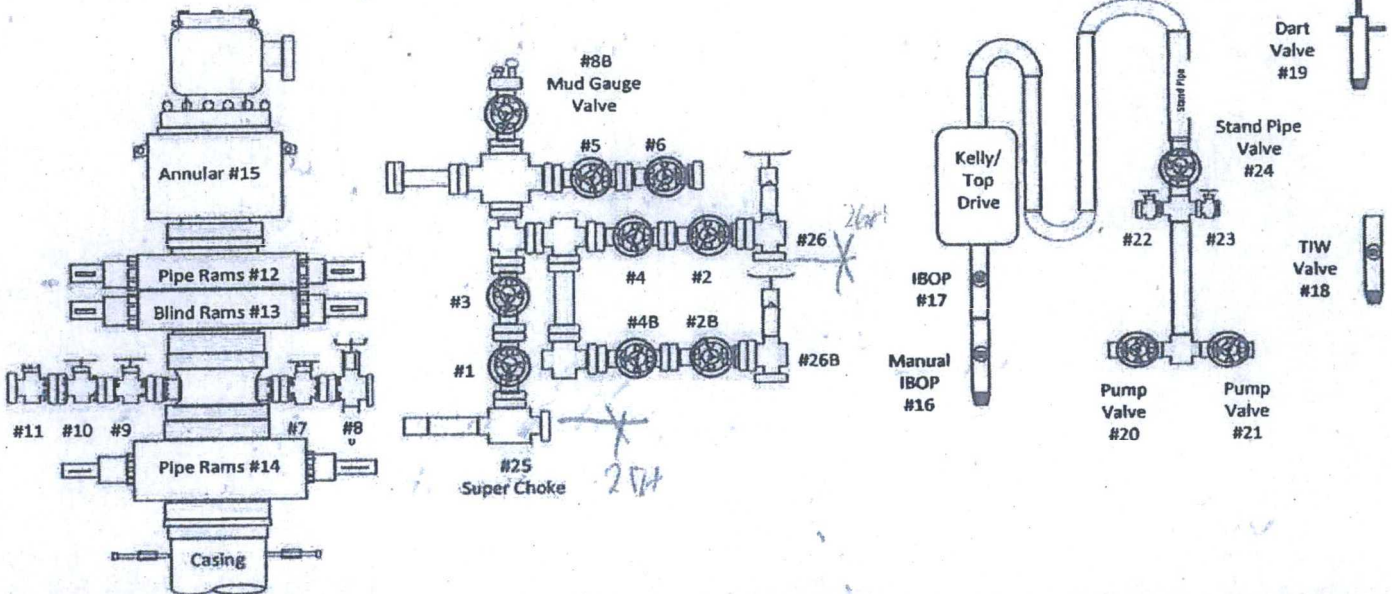 Annular #15
Pipe Rams #12
Blind Rams #13
#11
#10
#9
#7
#8
Pipe Rams #14
Casing
#8B
Mud Gauge
Valve
#5
#6
#3
#4
#2
#26
#1
#4B
#2B
#26B
#25
Super Choke
Kelly/
Top
Drive
IBOP
#17
Manual
IBOP
#16
Stand Pipe
Stand Pipe
Valve
#24
#22
#23
Pump
Valve
#20
Pump
Valve
#21
Dart
Valve
#19
TIW
Valve
#18